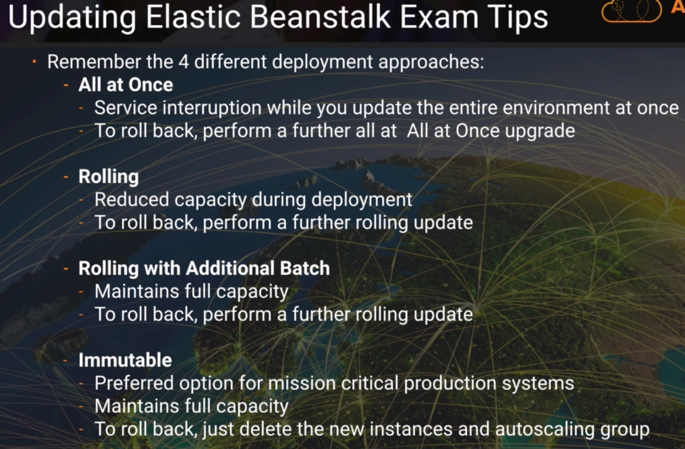 Updating Elastic Beanstalk Exam Tips
A
• Remember the 4 different deployment approaches:
- All at Once
- Service interruption while you update the entire environment at once
- To roll back, perform a further all at All at Once upgrade
- Rolling
- Reduced capacity during deployment
- To roll back, perform a further rolling update
- Rolling with Additional Batch
- Maintains full capacity
- To roll back, perform a further rolling update
- Immutable
- Preferred option for mission critical production systems
- Maintains full capacity
- To roll back, just delete the new instances and autoscaling group